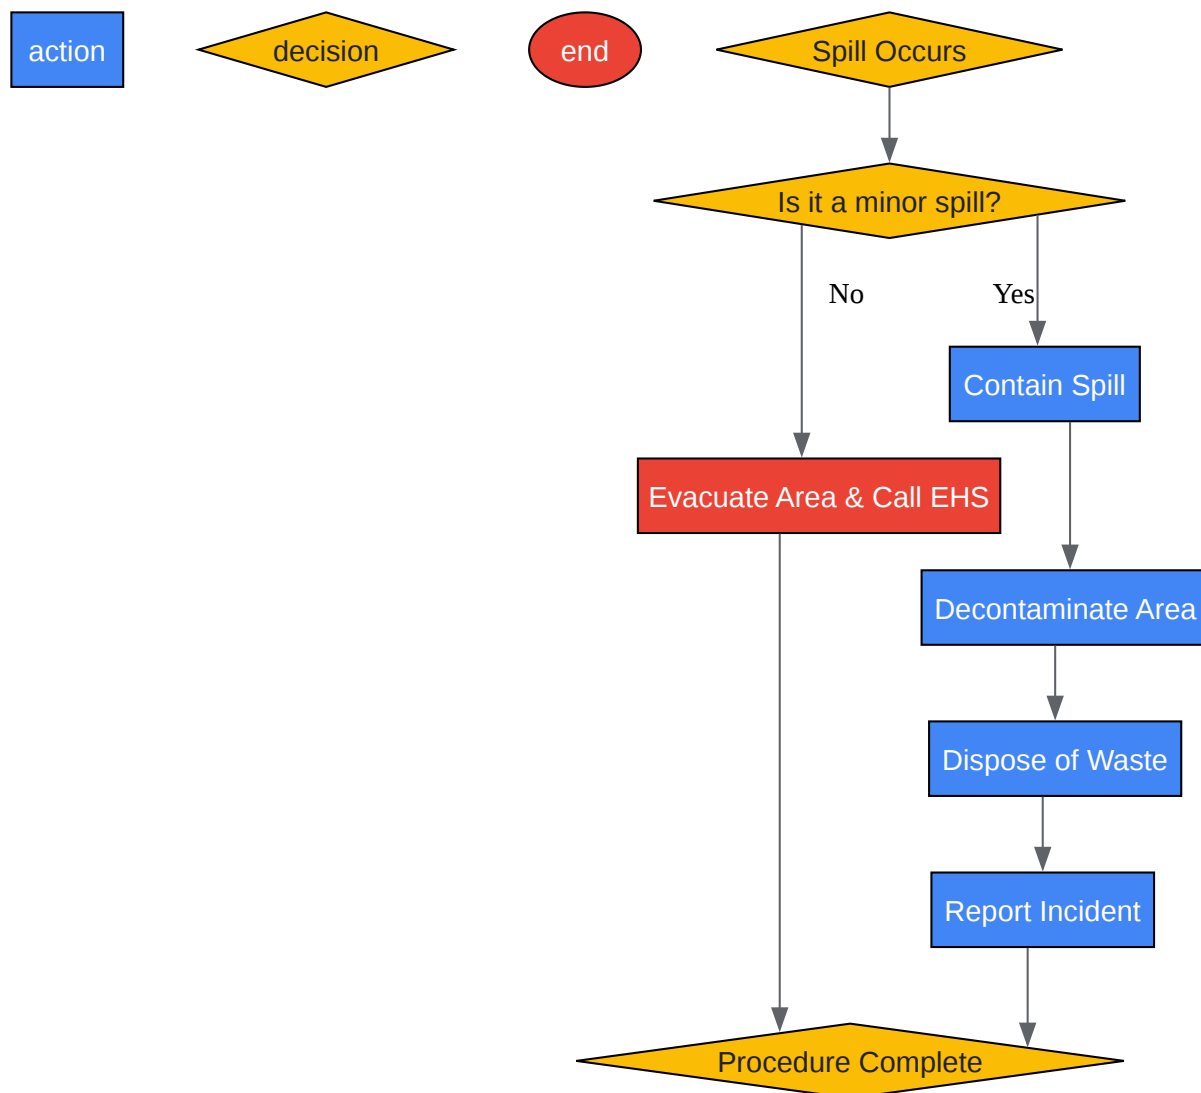 action
decision
end
Spill Occurs
Is it a minor spill?
No
Yes
Contain Spill
Evacuate Area & Call EHS
Decontaminate Area
Dispose of Waste
Report Incident
Procedure Complete